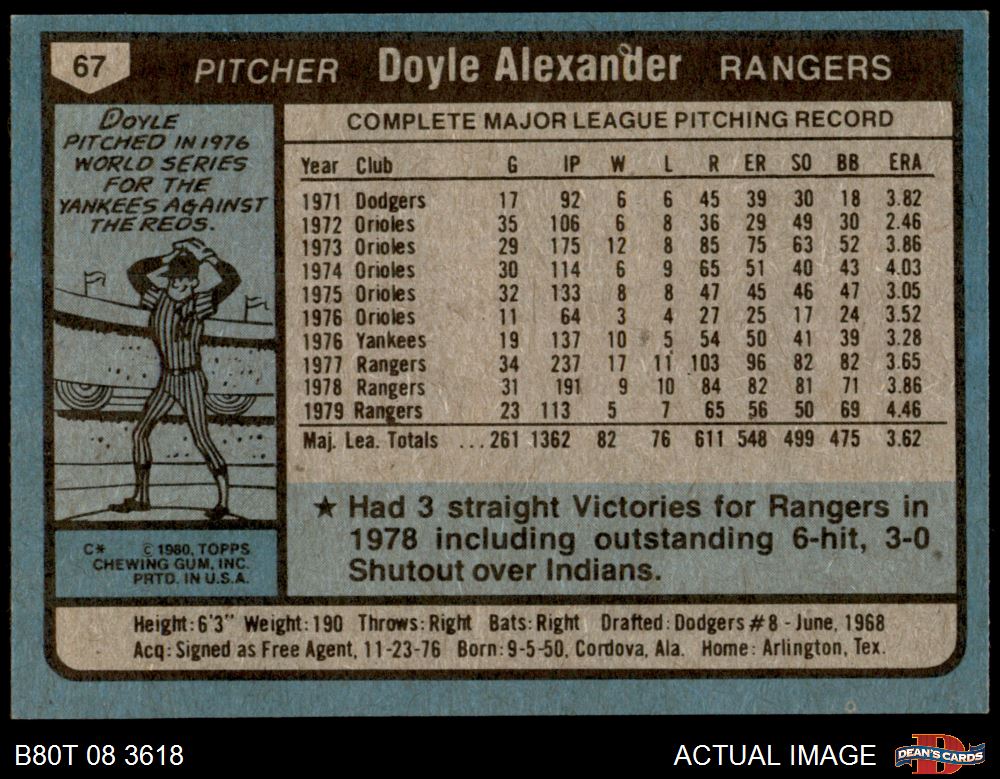 67
PITCHER Doyle Alexander RANGERS
DOYLE
PITCHED IN 1976
WORLD SERIES
FOR THE
YANKEES AGAINST
THE REDS.
C* © 1980, TOPPS
CHEWING GUM, INC.
PRTD. IN U.S.A.
COMPLETE MAJOR LEAGUE PITCHING RECORD
Year Club G IP W L R ER SO BB ERA
1971 Dodgers 17 92 6 6 45 39 30 18 3.82
1972 Orioles 35 106 6 8 36 29 49 30 2.46
1973 Orioles 29 175 12 8 85 75 63 52 3.86
1974 Orioles 30 114 6 9 65 51 40 43 4.03
1975 Orioles 32 133 8 8 47 45 46 47 3.05
1976 Orioles 11 64 3 4 27 25 17 24 3.52
1976 Yankees 19 137 10 5 54 50 41 39 3.28
1977 Rangers 34 237 17 11 103 96 82 82 3.65
1978 Rangers 31 191 9 10 84 82 81 71 3.86
1979 Rangers 23 113 5 7 65 56 50 69 4.46
Maj. Lea. Totals ...261 1362 82 76 611 548 499 475 3.62
★ Had 3 straight Victories for Rangers in
1978 including outstanding 6-hit, 3-0
Shutout over Indians.
Height: 6'3" Weight: 190 Throws: Right Bats: Right Drafted: Dodgers #8 - June, 1968
Acq: Signed as Free Agent, 11-23-76 Born: 9-5-50, Cordova, Ala. Home: Arlington, Tex.
B80T 08 3618
ACTUAL IMAGE
DEAN'S CARDS